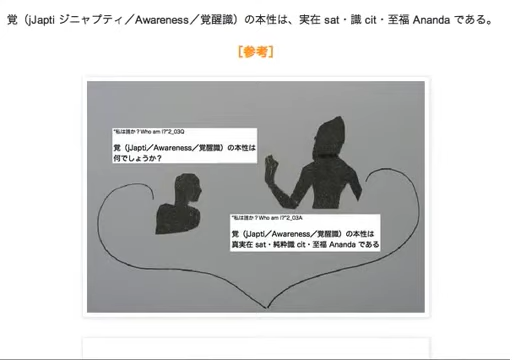 覚（jJapti ジニャプティ／Awareness／覚醒識）の本性は、実在 sat・識 cit・至福 Ananda である。
［参考］
"私は誰か？Who am I?"2_03Q
覚（jJapti／Awareness／覚醒識）の本性は
何でしょうか？
"私は誰か？Who am I?"2_03A
覚（jJapti／Awareness／覚醒識）の本性は
真実在 sat・純粋識 cit・至福 Ananda である